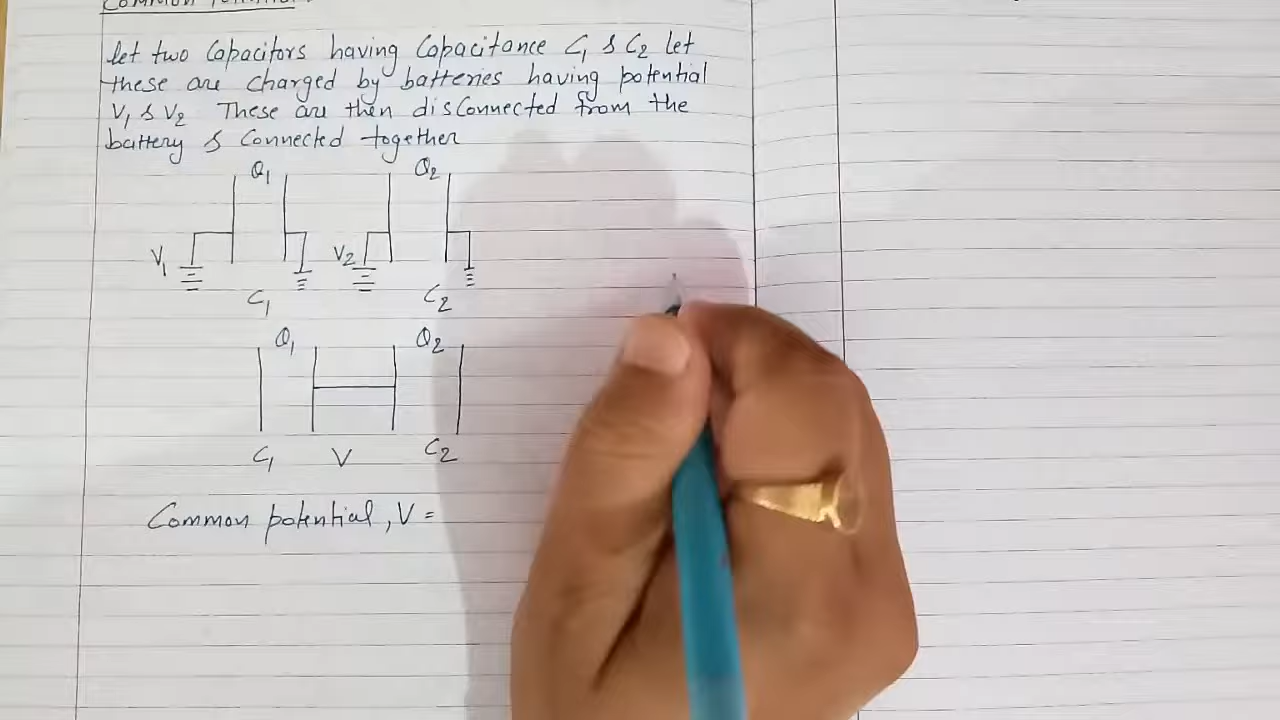 let two Capacitors having Capacitance C₁ & C₂ let
these are charged by batteries having potential
V₁ & V₂ These are then disConnected from the
battery & Connected together
Q₁ Q₂
V₁ V₂
C₁ C₂
Q₁ Q₂
C₁ V C₂
Common potential, V =